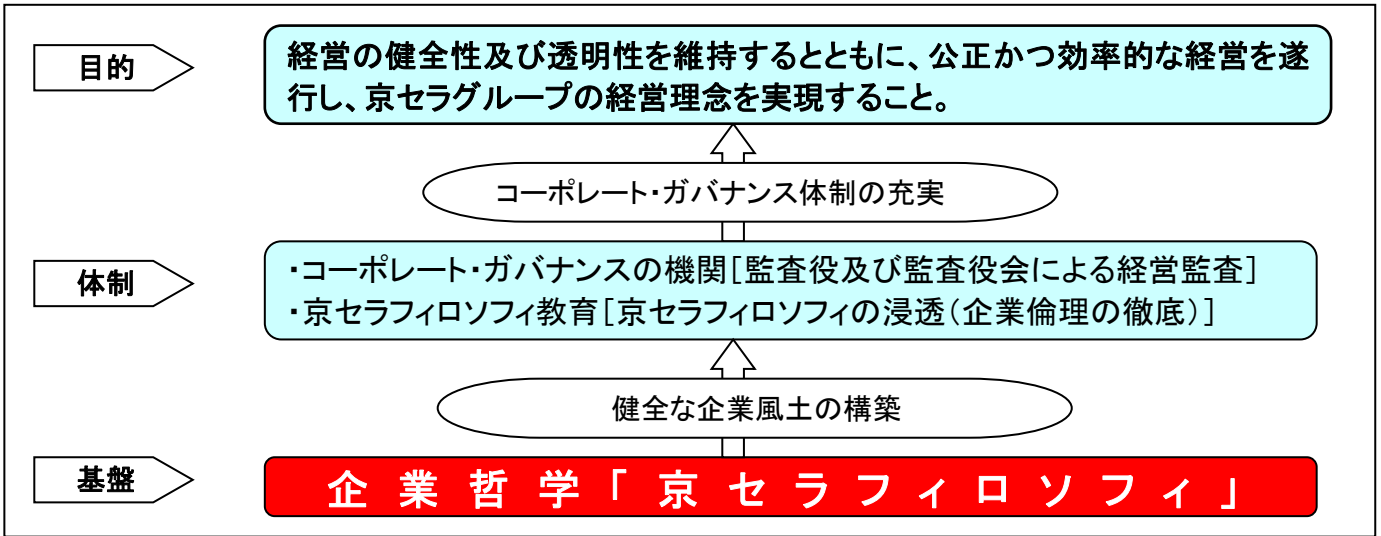 目的
経営の健全性及び透明性を維持するとともに、公正かつ効率的な経営を遂
行し、京セラグループの経営理念を実現すること。
コーポレート・ガバナンス体制の充実
体制
・コーポレート・ガバナンスの機関[監査役及び監査役会による経営監査]
・京セラフィロソフィ教育[京セラフィロソフィの浸透(企業倫理の徹底)]
健全な企業風土の構築
基盤
企業哲学「京セラフィロソフィ」